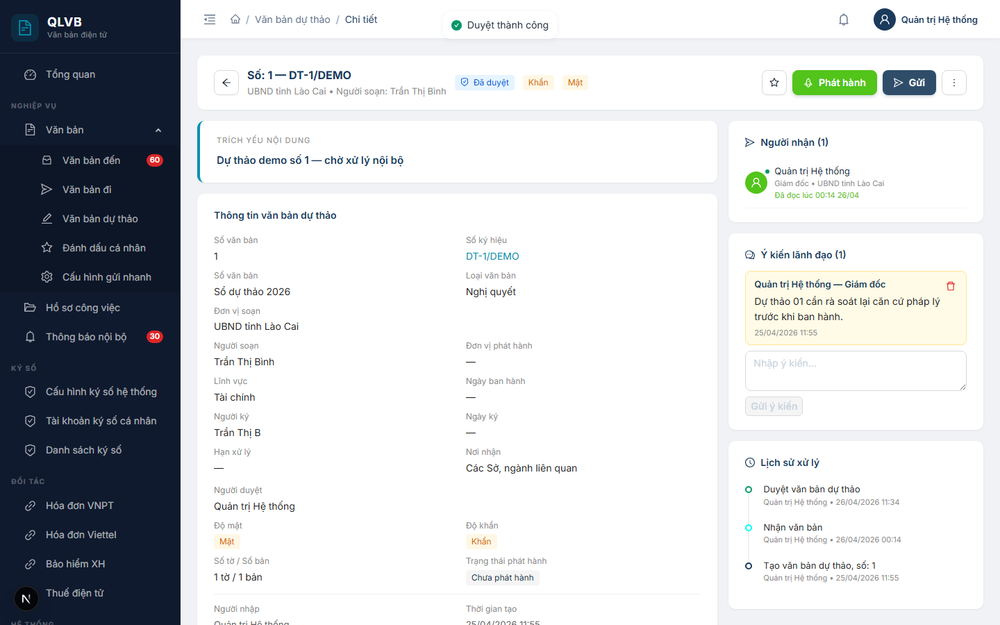 QLVB
Văn bản điện tử
Tổng quan
NGHIỆP VỤ
Văn bản
Văn bản đến 60
Văn bản đi
Văn bản dự thảo
Đánh dấu cá nhân
Cấu hình gửi nhanh
Hồ sơ công việc
Thông báo nội bộ 30
KÝ SỐ
Cấu hình ký số hệ thống
Tài khoản ký số cá nhân
Danh sách ký số
ĐỐI TÁC
Hóa đơn VNPT
Hóa đơn Viettel
Bảo hiểm XH
Thuế điện tử
HỆ THỐNG
N
/ Văn bản dự thảo / Chi tiết
Duyệt thành công
Quản trị Hệ thống
Số: 1 — DT-1/DEMO
UBND tỉnh Lào Cai • Người soạn: Trần Thị Bình
Đã duyệt
Khẩn
Mật
Phát hành
Gửi
TRÍCH YẾU NỘI DUNG
Dự thảo demo số 1 — chờ xử lý nội bộ
Thông tin văn bản dự thảo
Số văn bản
1
Số ký hiệu
DT-1/DEMO
Sổ văn bản
Sổ dự thảo 2026
Loại văn bản
Nghị quyết
Đơn vị soạn
UBND tỉnh Lào Cai
Người soạn
Trần Thị Bình
Đơn vị phát hành
—
Lĩnh vực
Tài chính
Ngày ban hành
—
Người ký
Trần Thị B
Ngày ký
—
Hạn xử lý
—
Nơi nhận
Các Sở, ngành liên quan
Người duyệt
Quản trị Hệ thống
Độ mật
Mật
Độ khẩn
Khẩn
Số tờ / Số bản
1 tờ / 1 bản
Trạng thái phát hành
Chưa phát hành
Người nhập
Quản trị Hệ thống
Thời gian tạo
25/04/2026 11:55
Người nhận (1)
Quản trị Hệ thống
Giám đốc • UBND tỉnh Lào Cai
Đã đọc lúc 00:14 26/04
Ý kiến lãnh đạo (1)
Quản trị Hệ thống — Giám đốc
Dự thảo 01 cần rà soát lại căn cứ pháp lý
trước khi ban hành.
25/04/2026 11:55
Nhập ý kiến...
Gửi ý kiến
Lịch sử xử lý
Duyệt văn bản dự thảo
Quản trị Hệ thống • 26/04/2026 11:34
Nhận văn bản
Quản trị Hệ thống • 26/04/2026 00:14
Tạo văn bản dự thảo, số: 1
Quản trị Hệ thống • 25/04/2026 11:55